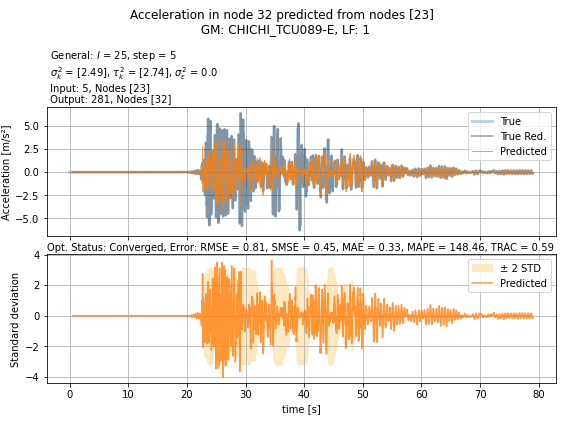 Acceleration in node 32 predicted from nodes [23]
GM: CHICHI_TCU089-E, LF: 1
General: l = 25, step = 5
σ²ₖ = [2.49], τ²ₖ = [2.74], σ²ε = 0.0
Input: 5, Nodes [23]
Output: 281, Nodes [32]
Acceleration [m/s²]
5.0
2.5
0.0
−2.5
−5.0
True
True Red.
Predicted
Opt. Status: Converged, Error: RMSE = 0.81, SMSE = 0.45, MAE = 0.33, MAPE = 148.46, TRAC = 0.59
Standard deviation
4
2
0
−2
−4
± 2 STD
Predicted
0 10 20 30 40 50 60 70 80
time [s]